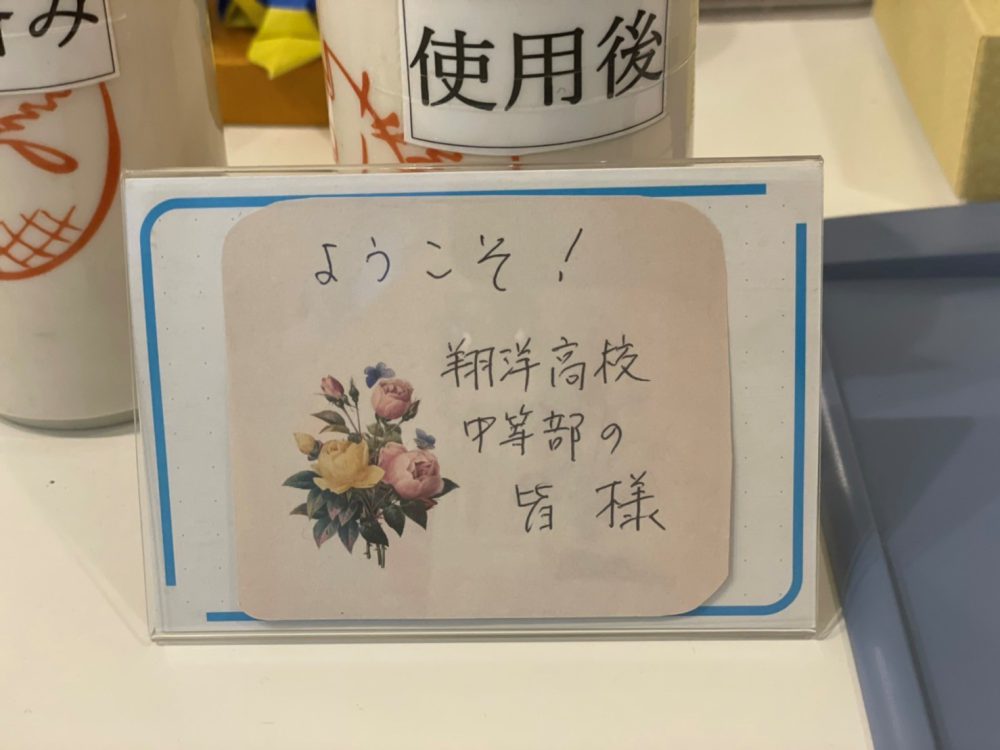 使用後
ようこそ!
翔洋高校
中等部の
皆様